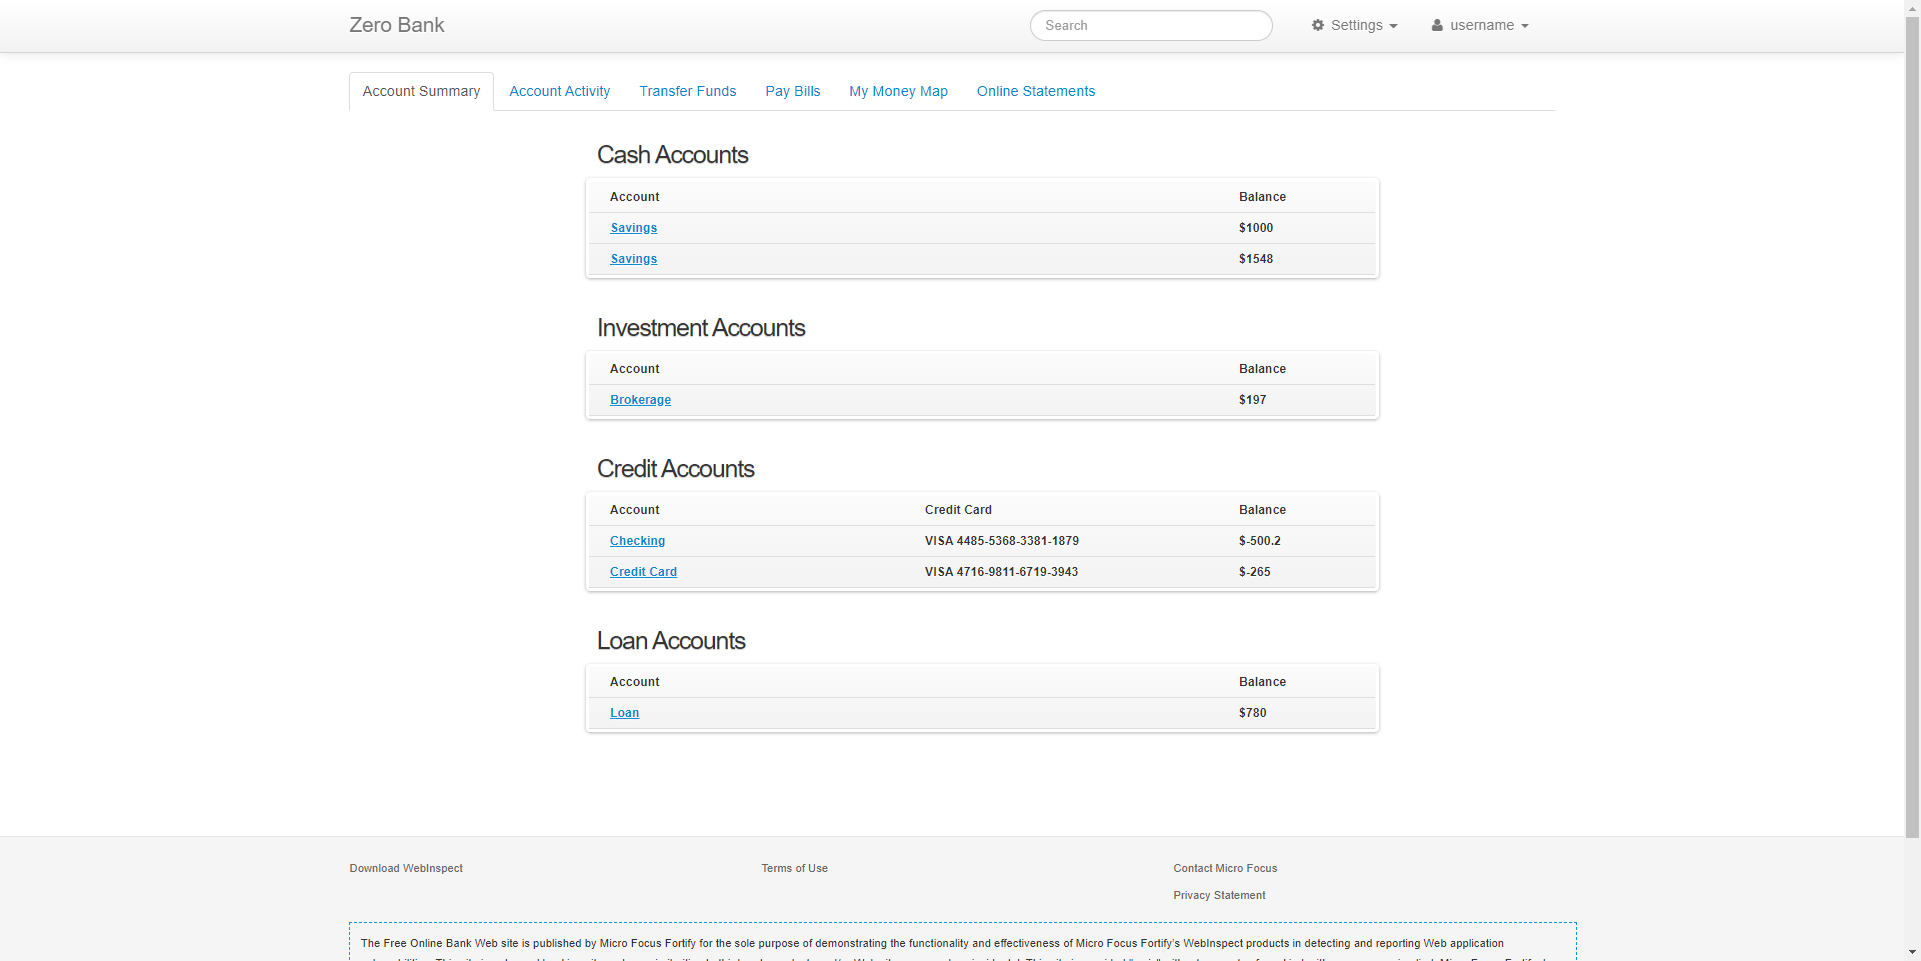 Zero Bank
Search
Settings
username
Account Summary
Account Activity
Transfer Funds
Pay Bills
My Money Map
Online Statements
Cash Accounts
Account Balance
Savings $1000
Savings $1548
Investment Accounts
Account Balance
Brokerage $197
Credit Accounts
Account Credit Card Balance
Checking VISA 4485-5368-3381-1879 $-500.2
Credit Card VISA 4716-9811-6719-3943 $-265
Loan Accounts
Account Balance
Loan $780
Download WebInspect
Terms of Use
Contact Micro Focus
Privacy Statement
The Free Online Bank Web site is published by Micro Focus Fortify for the sole purpose of demonstrating the functionality and effectiveness of Micro Focus Fortify's WebInspect products in detecting and reporting Web application